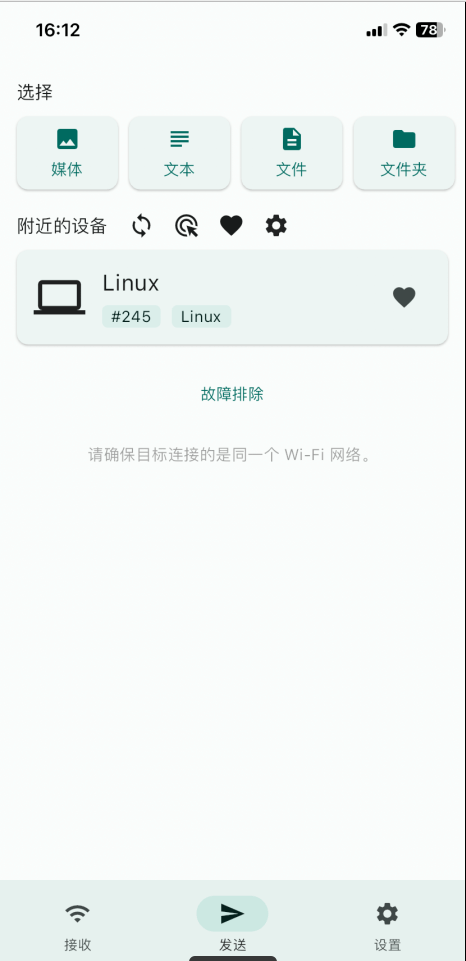 16:12
78
选择
媒体
文本
文件
文件夹
附近的设备
Linux
#245
Linux
故障排除
请确保目标连接的是同一个 Wi-Fi 网络。
接收
发送
设置